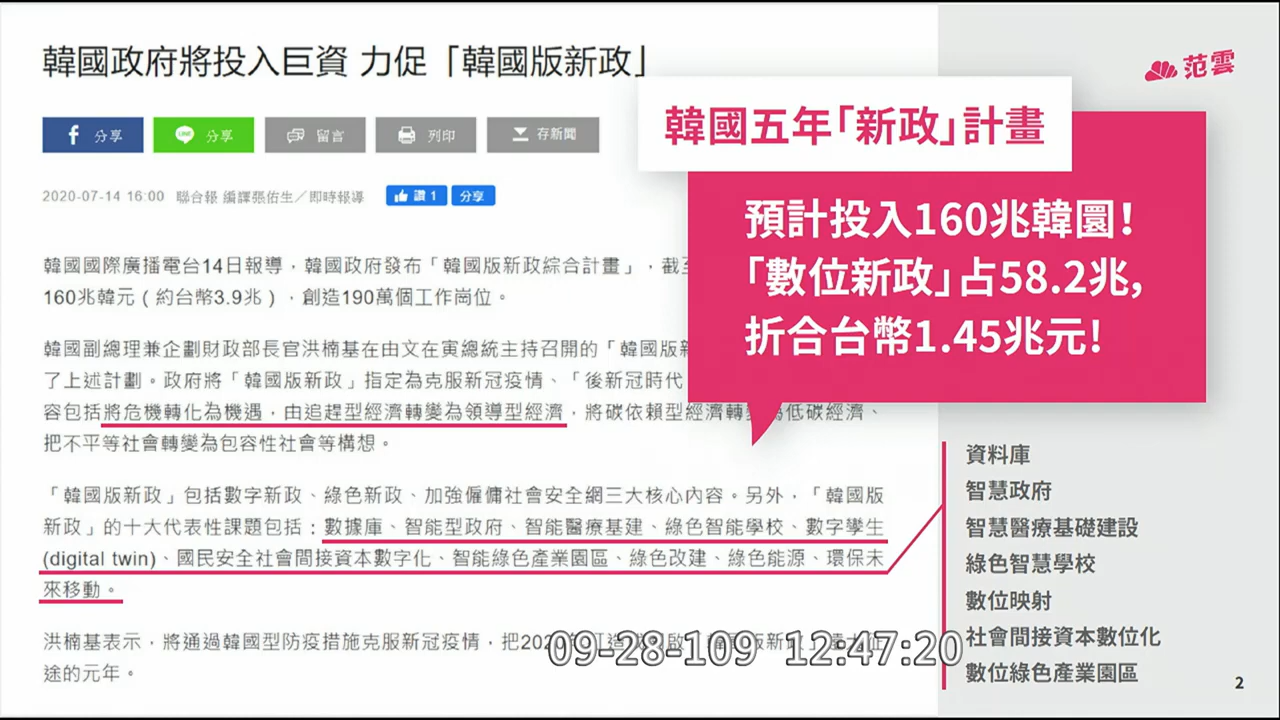 韓國政府將投入巨資 力促「韓國版新政」
范雲
韓國五年「新政」計畫
分享
分享
留言
列印
存新聞
2020-07-14 16:00 聯合報 編譯張佑生／即時報導
讚 1
分享
預計投入160兆韓圜！
「數位新政」占58.2兆，
折合台幣1.45兆元！
韓國國際廣播電台14日報導，韓國政府發布「韓國版新政綜合計畫」，截至
160兆韓元（約台幣3.9兆），創造190萬個工作崗位。
韓國副總理兼企劃財政部長官洪楠基在由文在寅總統主持召開的「韓國版新
了上述計劃。政府將「韓國版新政」指定為克服新冠疫情、「後新冠時代
容包括將危機轉化為機遇，由追趕型經濟轉變為領導型經濟，將碳依賴型經濟轉變為低碳經濟、
把不平等社會轉變為包容性社會等構想。
「韓國版新政」包括數字新政、綠色新政、加強僱傭社會安全網三大核心內容。另外，「韓國版
新政」的十大代表性課題包括：數據庫、智能型政府、智能醫療基建、綠色智能學校、數字孿生
(digital twin)、國民安全社會間接資本數字化、智能綠色產業園區、綠色改建、綠色能源、環保未
來移動。
洪楠基表示，將通過韓國型防疫措施克服新冠疫情，把202
途的元年。
資料庫
智慧政府
智慧醫療基礎建設
綠色智慧學校
數位映射
社會間接資本數位化
數位綠色產業園區
09-28-109 12:47:20
2